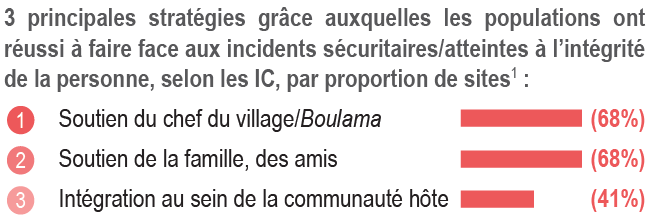 3 principales stratégies grâce auxquelles les populations ont
réussi à faire face aux incidents sécuritaires/atteintes à l’intégrité
de la personne, selon les IC, par proportion de sites¹ :
1 Soutien du chef du village/Boulama (68%)
2 Soutien de la famille, des amis (68%)
3 Intégration au sein de la communauté hôte (41%)